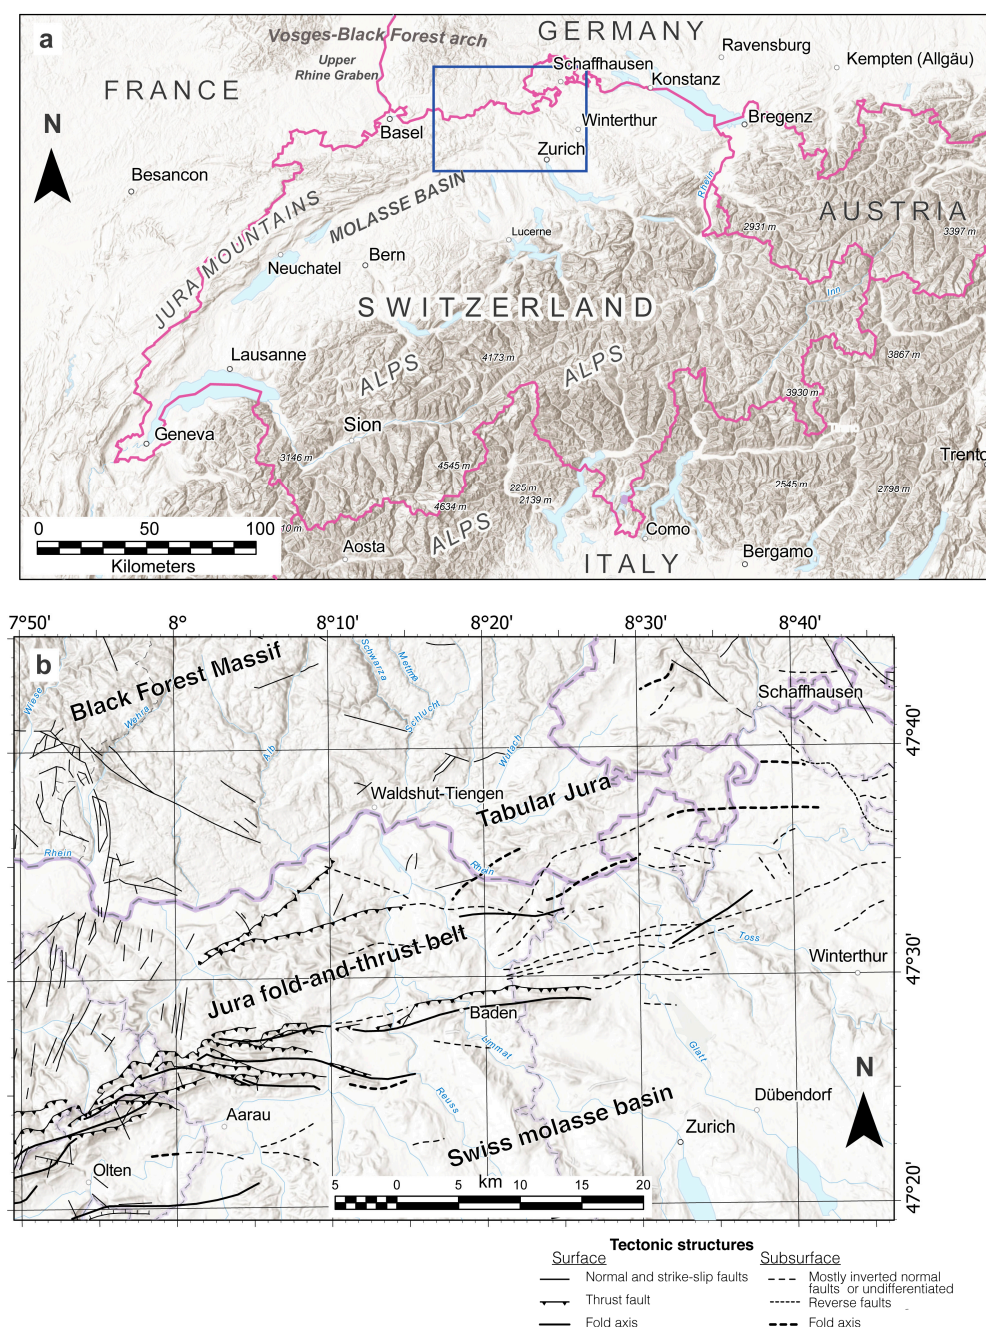 a
Vosges-Black Forest arch
GERMANY
Upper
Rhine Graben
Ravensburg
Schaffhausen
Kempten (Allgäu)
Konstanz
FRANCE
N
Basel
Winterthur
Bregenz
Zurich
Besancon
Rhein
MOLASSE BASIN
AUSTRIA
JURA MOUNTAINS
2931 m
3397 m
Lucerne
Bern
Neuchatel
Inn
SWITZERLAND
Lausanne
ALPS
4173 m
ALPS
3867 m
3930 m
Sion
Geneva
3146 m
4545 m
Trento
225 m
2139 m
2545 m
2798 m
4634 m
0 50 100
Kilometers
10 m
ALPS
Como
Aosta
ITALY
Bergamo
7°50' 8° 8°10' 8°20' 8°30' 8°40'
b
Black Forest Massif
Schwarza
Mettma
Wiese
Wehra
Schlucht
Schaffhausen
47°40'
Alb
Wutach
Waldshut-Tiengen
Tabular Jura
Rhein
Rhein
Jura fold-and-thrust-belt
Toss
Winterthur
47°30'
Baden
Limmat
Glatt
N
Reuss
Dübendorf
Aarau
Swiss molasse basin
Zurich
Olten
km
5 0 5 10 15 20
47°20'
Tectonic structures
Surface
Normal and strike-slip faults
Thrust fault
Fold axis
Subsurface
Mostly inverted normal
faults or undifferentiated
Reverse faults
Fold axis